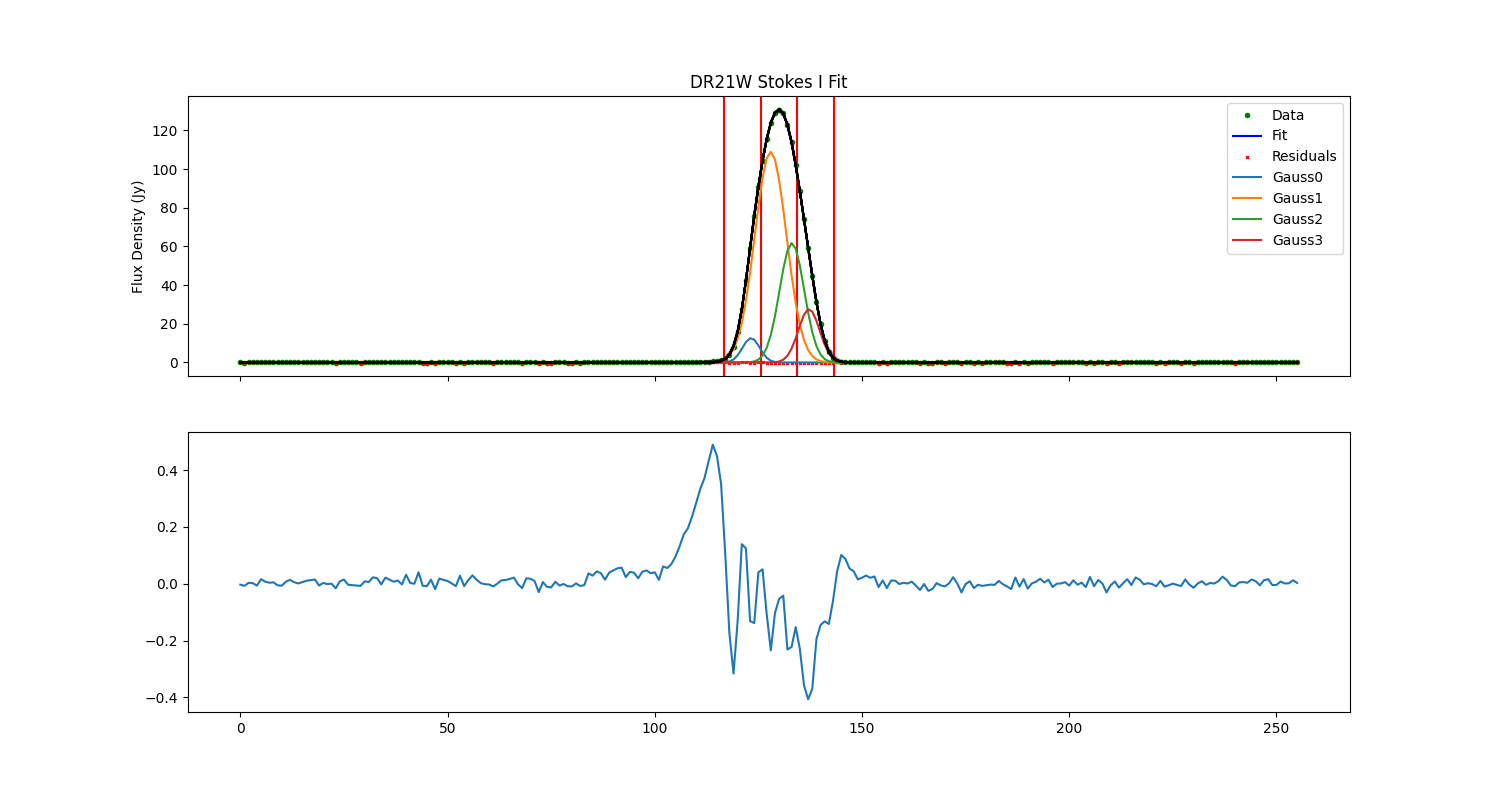 DR21W Stokes I Fit
Flux Density (Jy)
120
100
80
60
40
20
0
Data
Fit
Residuals
Gauss0
Gauss1
Gauss2
Gauss3
0.4
0.2
0.0
−0.2
−0.4
0 50 100 150 200 250